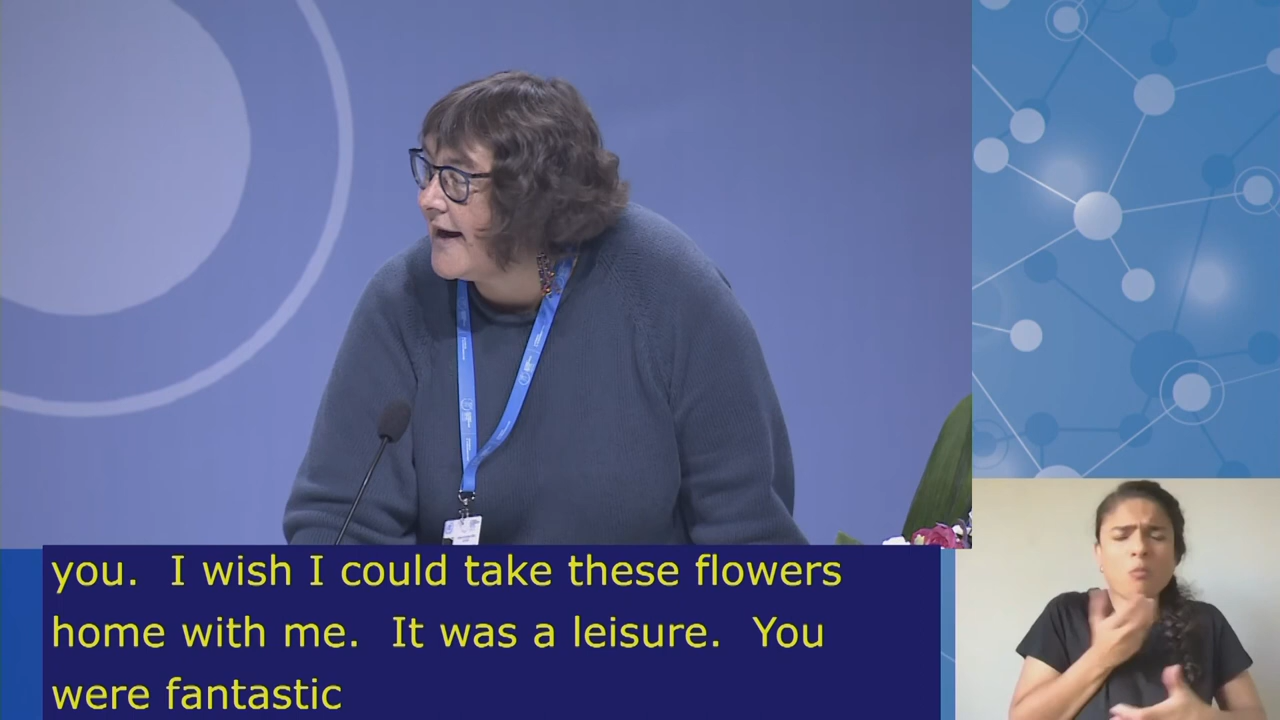 you.  I wish I could take these flowers
home with me.  It was a leisure.  You
were fantastic